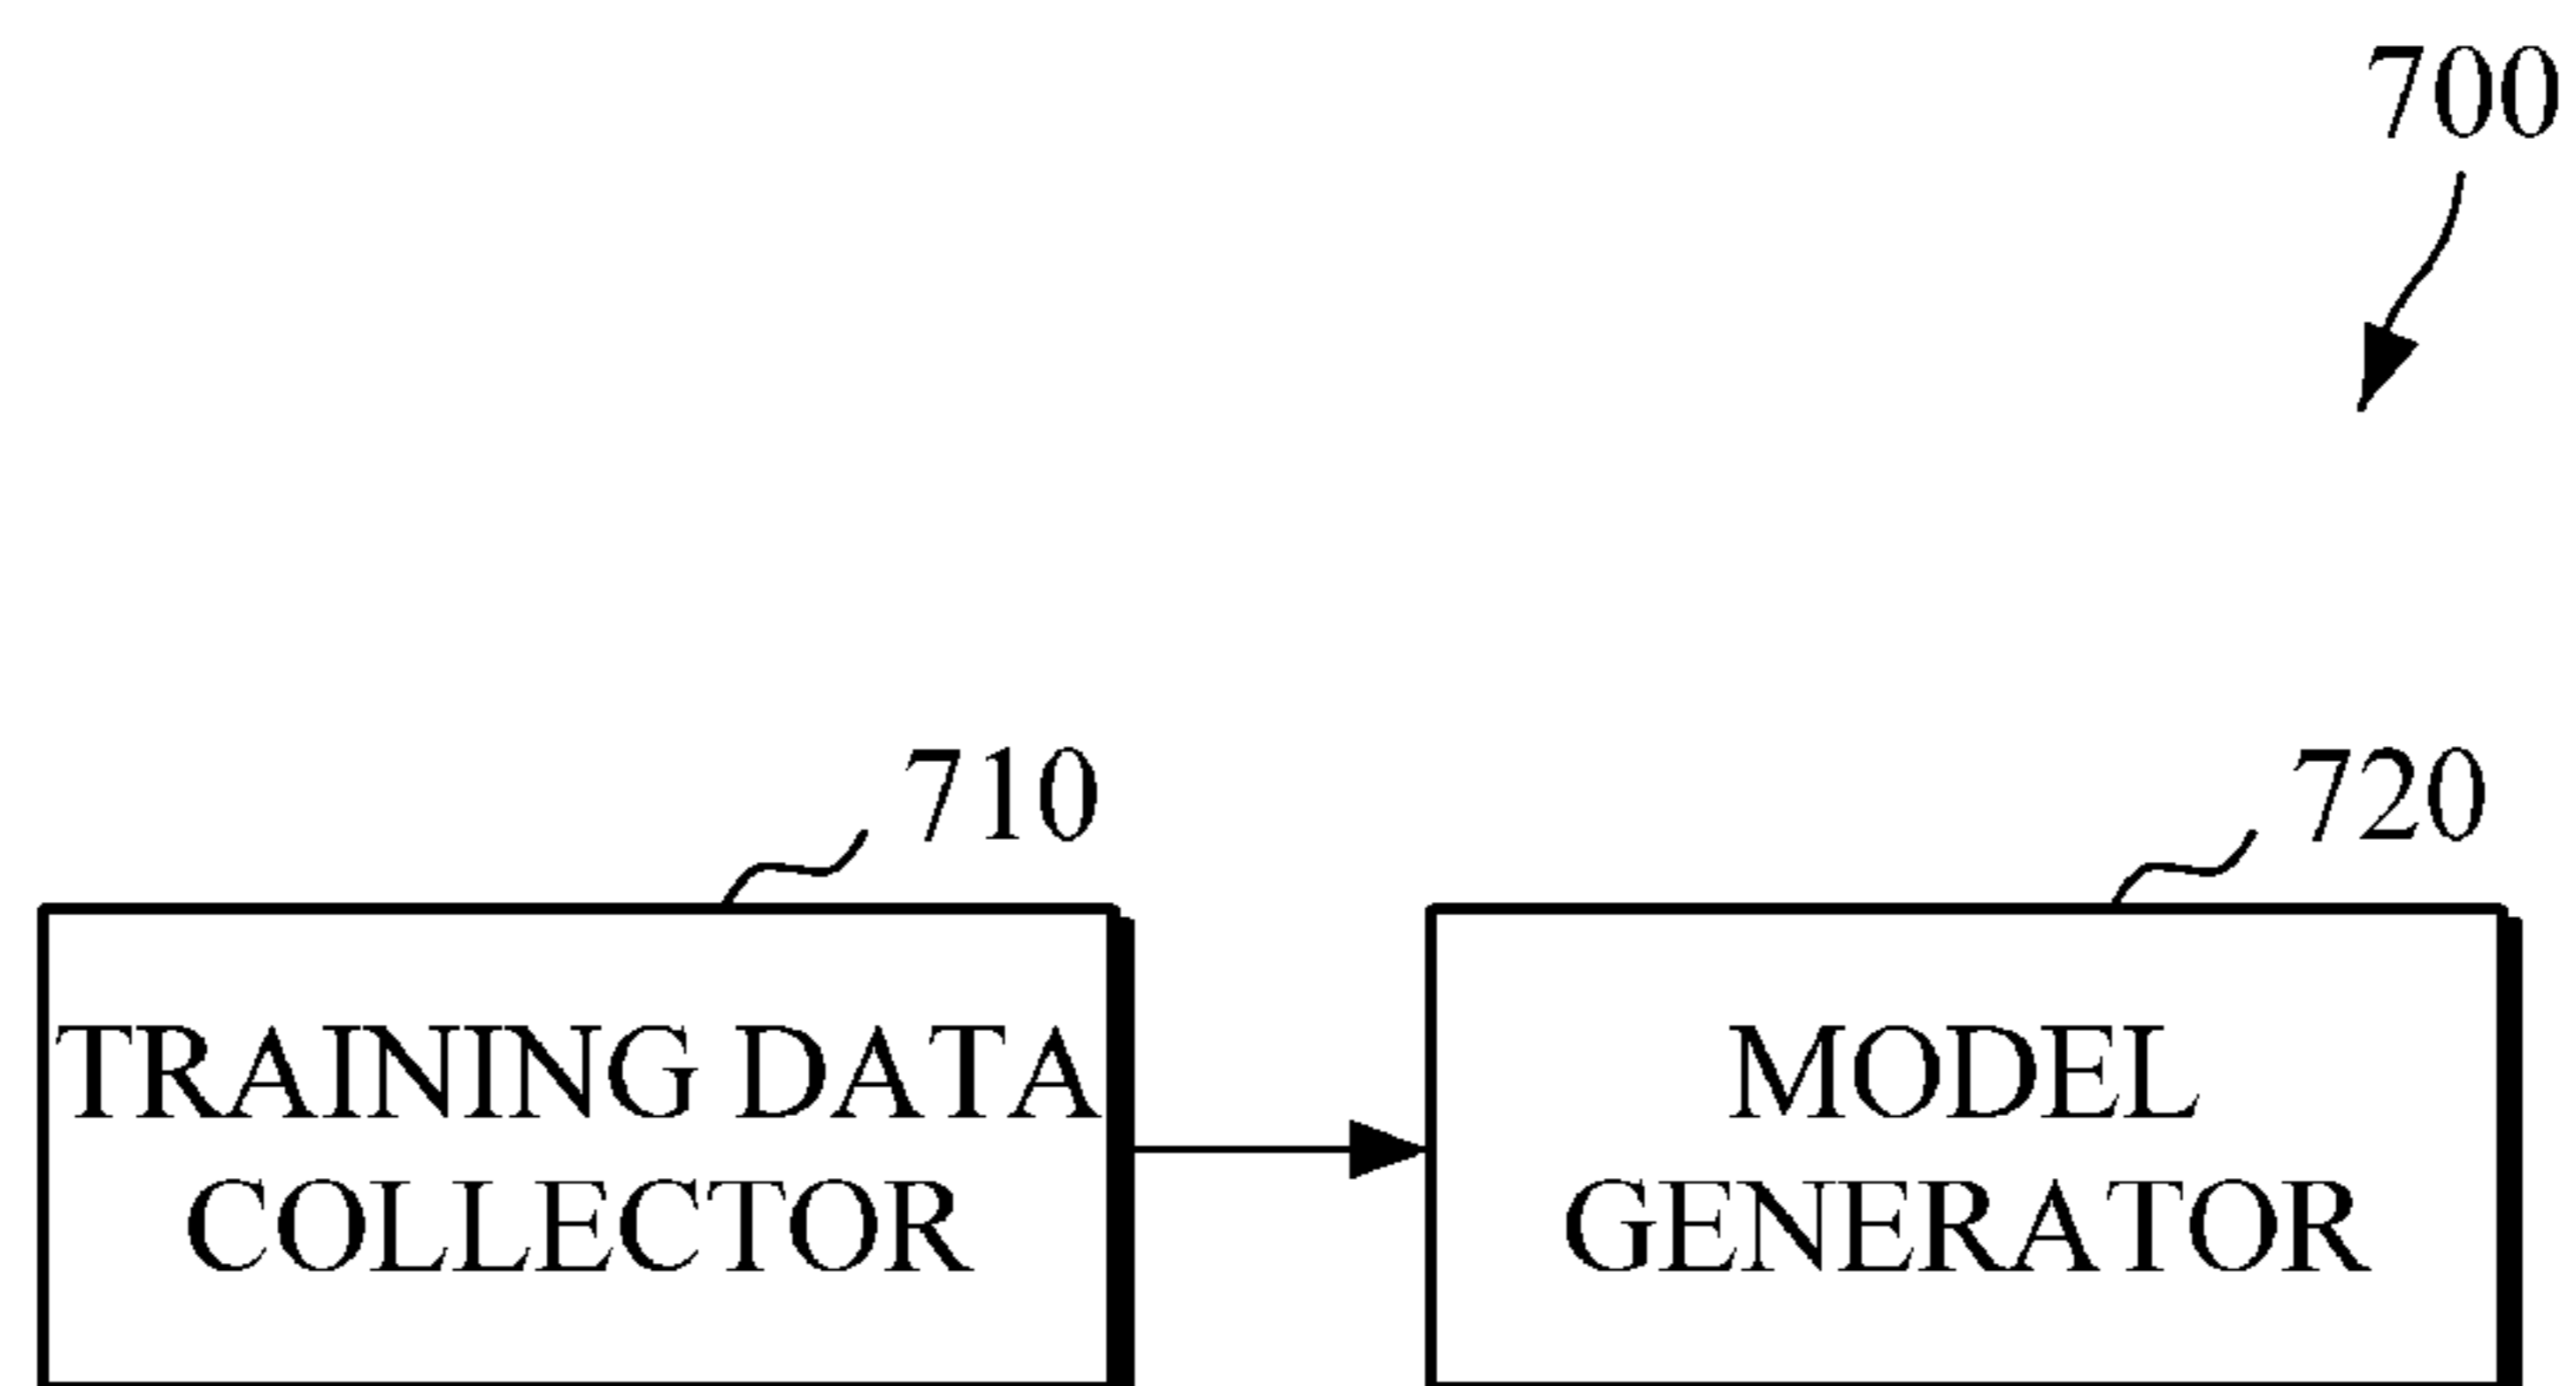 700
710
720
TRAINING DATA
COLLECTOR
MODEL
GENERATOR